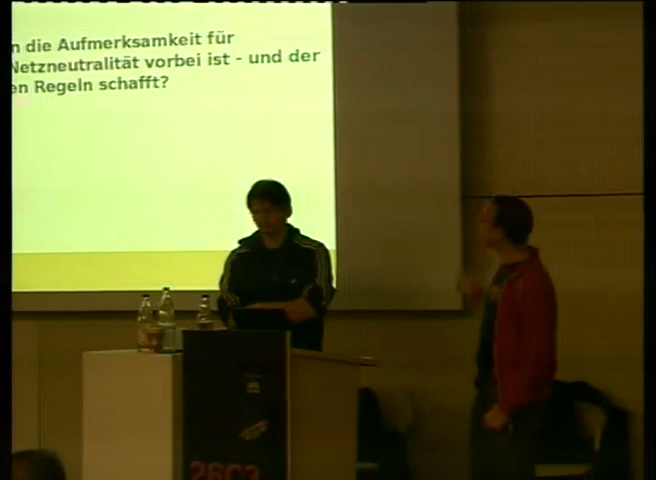 n die Aufmerksamkeit für
Netzneutralität vorbei ist - und der
en Regeln schafft?
26C3